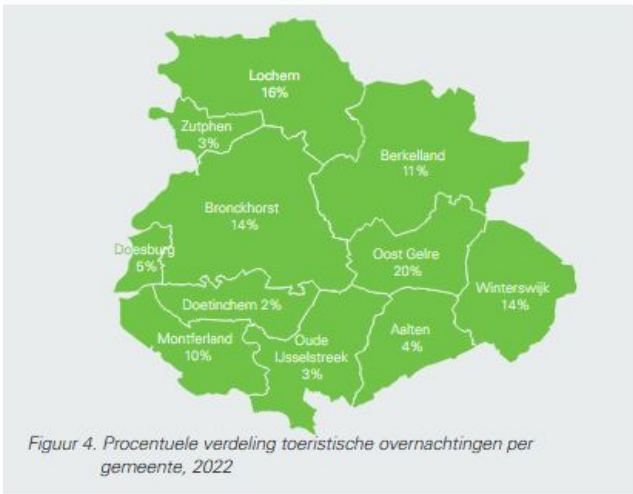 Lochem
16%
Zutphen
3%
Berkelland
11%
Bronckhorst
14%
Doesburg
5%
Oost Gelre
20%
Winterswijk
14%
Doetinchem 2%
Montferland
10%
Oude
IJsselstreek
3%
Aalten
4%
Figuur 4. Procentuele verdeling toeristische overnachtingen per
gemeente, 2022